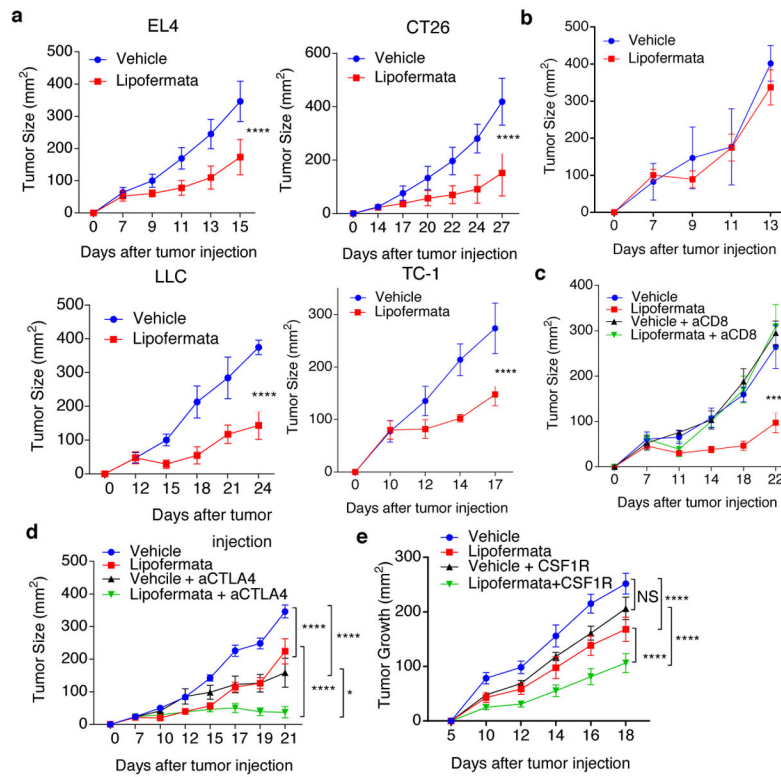 a
EL4
500
400
300
200
100
0
Tumor Size (mm²)
Vehicle
Lipofermata
****
0 7 9 11 13 15
Days after tumor injection
CT26
600
400
200
0
Tumor Size (mm²)
Vehicle
Lipofermata
****
0 14 17 20 22 24 27
Days after tumor injection
b
500
400
300
200
100
0
Tumor Size (mm²)
Vehicle
Lipofermata
0 7 9 11 13
Days after tumor injection
LLC
500
400
300
200
100
0
Tumor Size (mm²)
Vehicle
Lipofermata
****
0 12 15 18 21 24
Days after tumor
injection
TC-1
300
200
100
0
Tumor Size (mm²)
Vehicle
Lipofermata
****
0 10 12 14 17
Days after tumor injection
c
400
300
200
100
0
Tumor Size (mm²)
Vehicle
Lipofermata
Vehicle + aCD8
Lipofermata + aCD8
***
0 7 11 14 18 22
Days after tumor injection
d
500
400
300
200
100
0
Tumor Size (mm²)
Vehicle
Lipofermata
Vehcile + aCTLA4
Lipofermata + aCTLA4
****
****
****
*
0 7 10 12 15 17 19 21
Days after tumor injection
e
300
200
100
0
Tumor Growth (mm²)
Vehicle
Lipofermata
Vehicle + CSF1R
Lipofermata+CSF1R
NS
****
****
****
5 10 12 14 16 18
Days after tumor injection